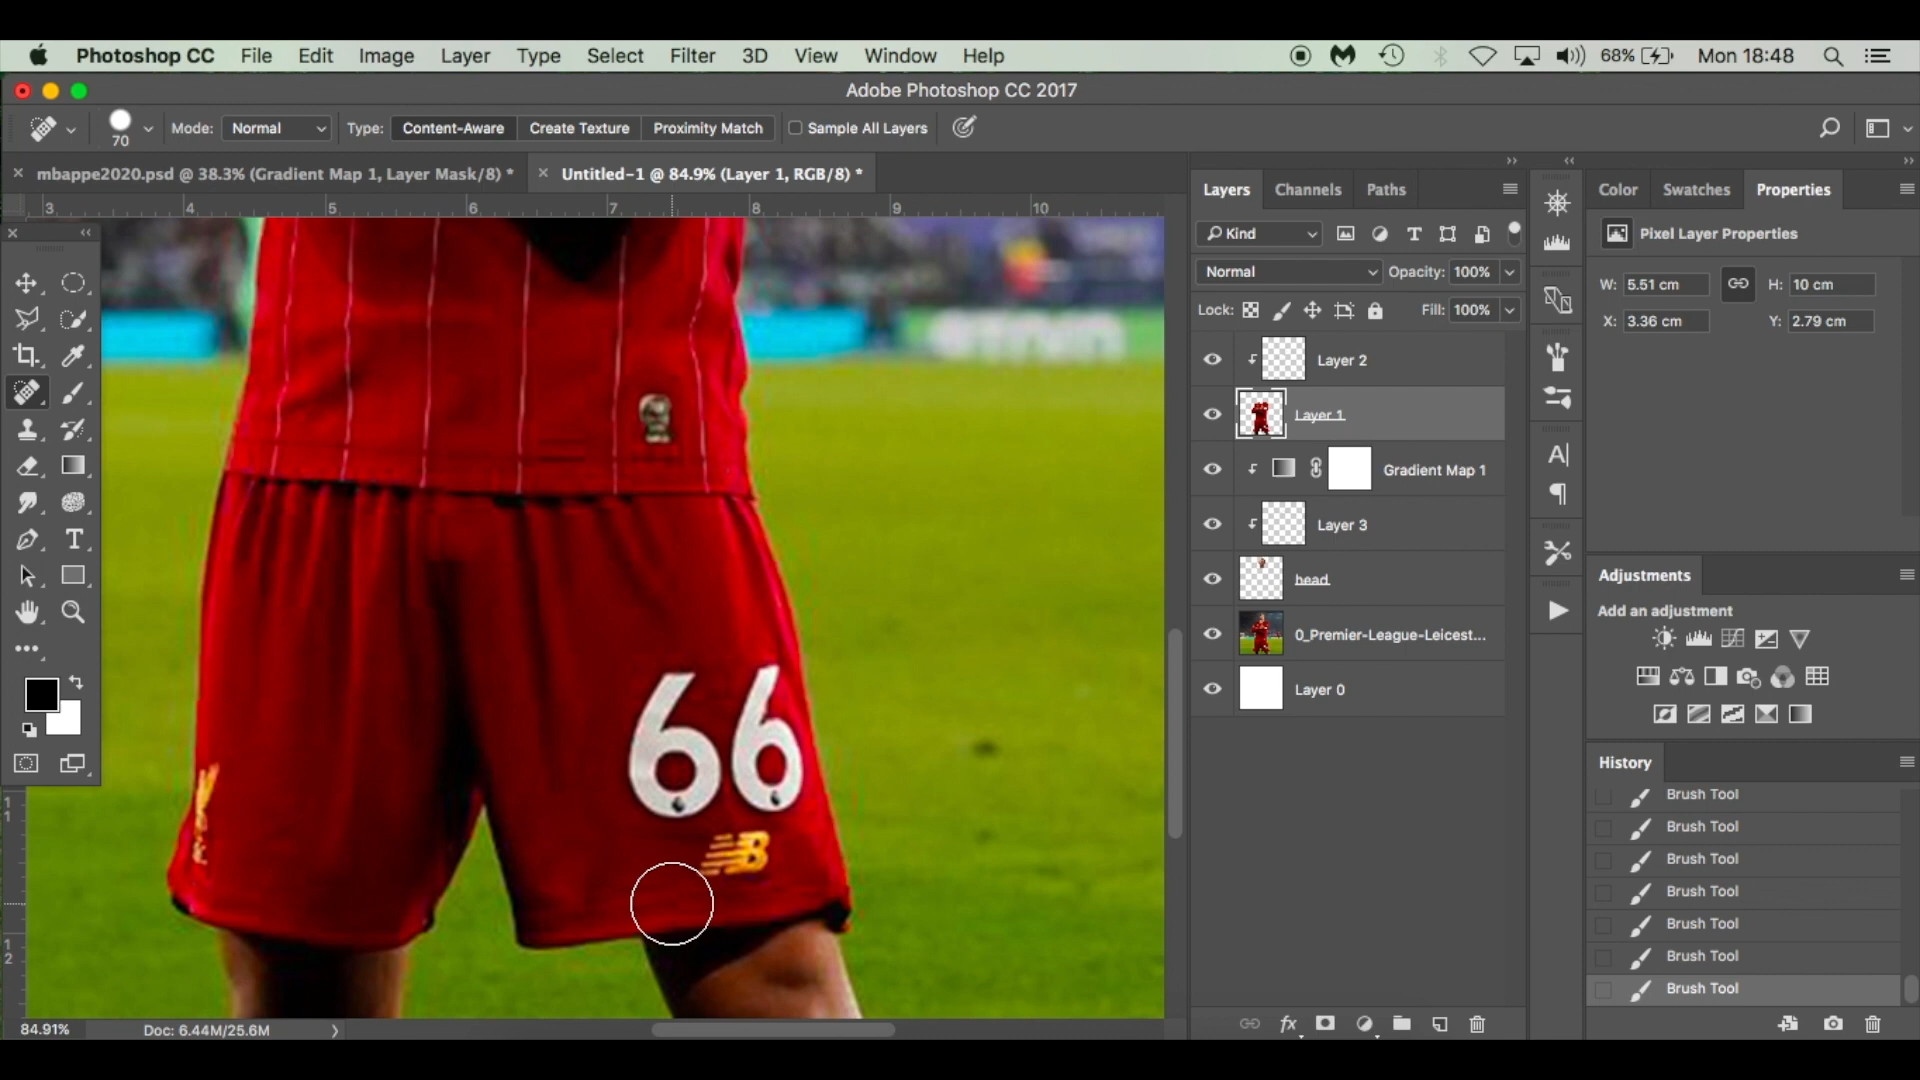 Photoshop CC File Edit Image Layer Type Select Filter 3D View Window Help 68% Mon 18:48
Adobe Photoshop CC 2017
70 Mode: Normal Type: Content-Aware Create Texture Proximity Match Sample All Layers
mbappe2020.psd @ 38.3% (Gradient Map 1, Layer Mask/8) * Untitled-1 @ 84.9% (Layer 1, RGB/8) *
3 4 5 6 7 8 9 10
Layers Channels Paths
Kind
Normal Opacity: 100%
Lock: Fill: 100%
Layer 2
Layer 1
Gradient Map 1
Layer 3
head
0_Premier-League-Leicest...
Layer 0
Color Swatches Properties
Pixel Layer Properties
W: 5.51 cm H: 10 cm
X: 3.36 cm Y: 2.79 cm
Adjustments
Add an adjustment
History
Brush Tool
Brush Tool
Brush Tool
Brush Tool
Brush Tool
Brush Tool
Brush Tool
66
NB
11
12
84.91% Doc: 6.44M/25.6M